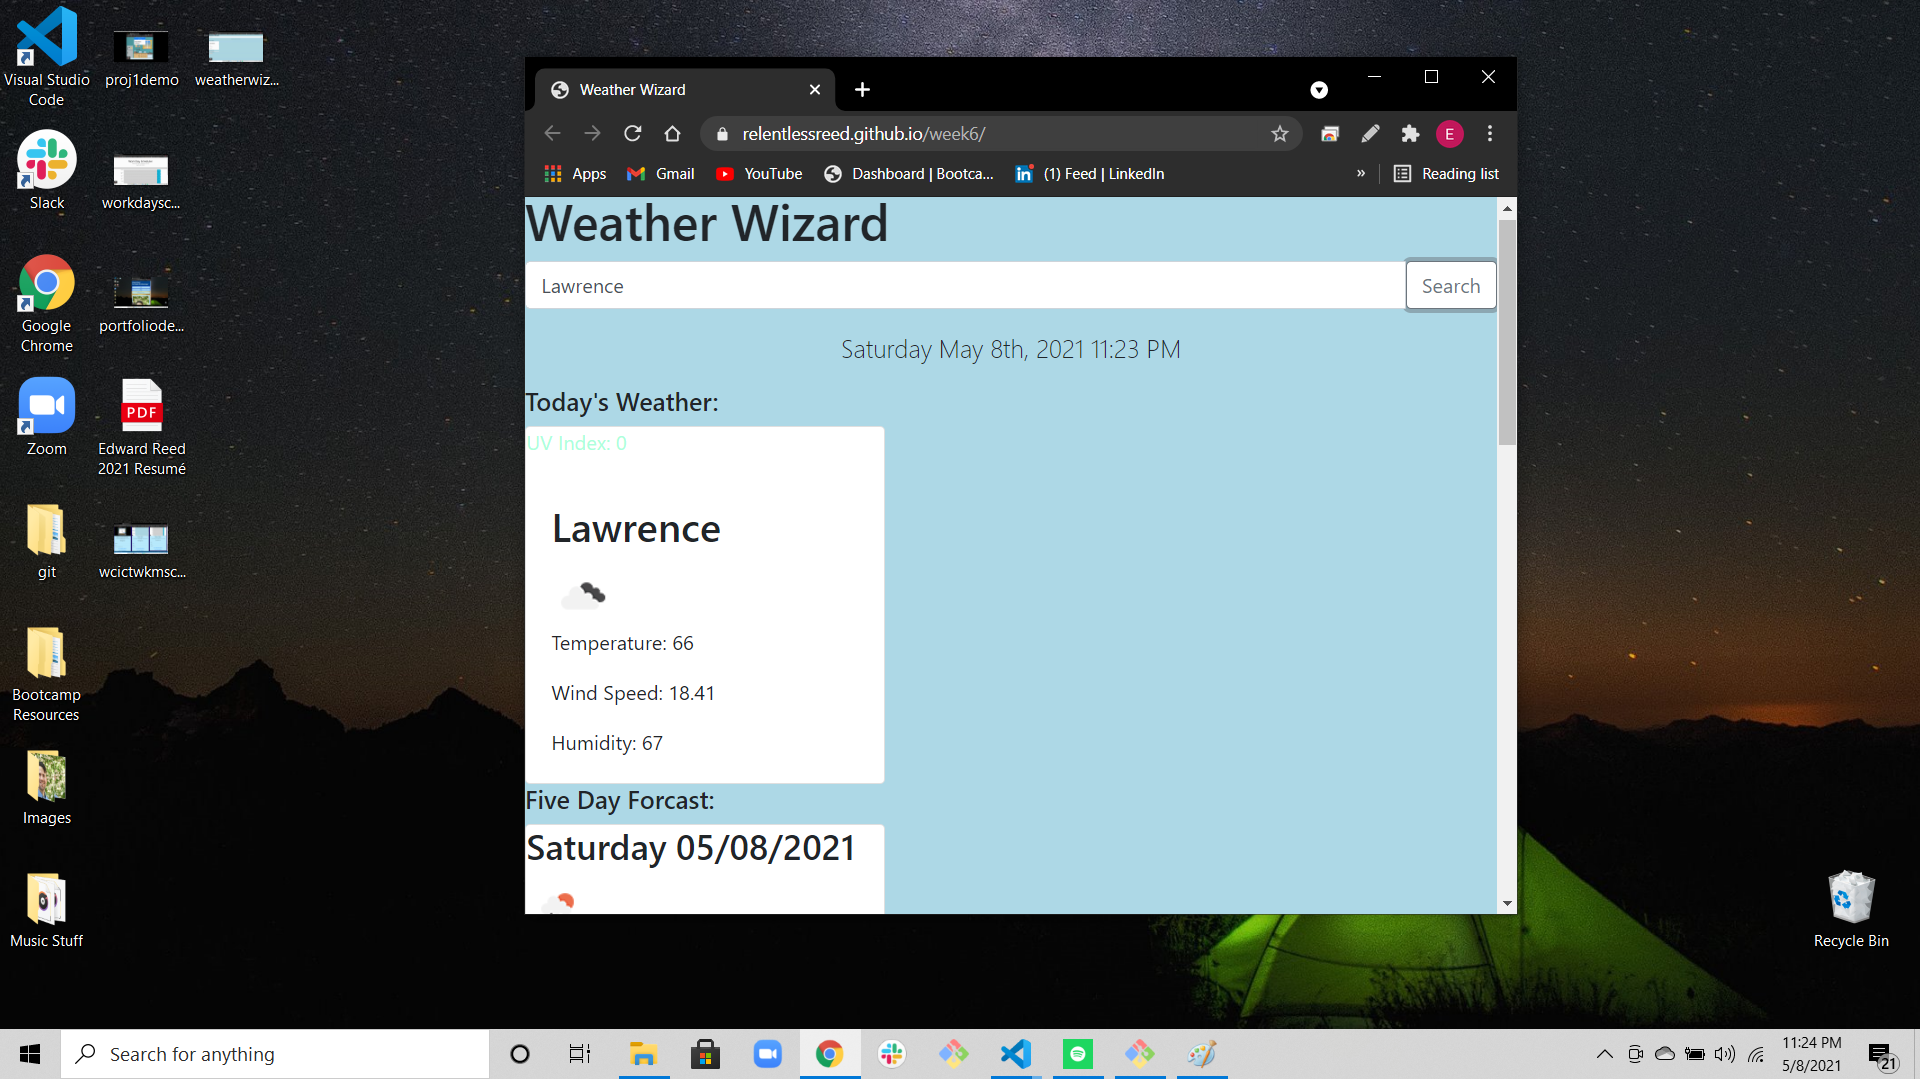 Visual Studio
Code
proj1demo
weatherwiz...
Slack
workdaysc...
Google
Chrome
portfoliode...
Zoom
PDF
Edward Reed
2021 Resumé
git
wcictwkmsc...
Bootcamp
Resources
Images
Music Stuff
Recycle Bin
Weather Wizard
relentlessreed.github.io/week6/
E
Apps
Gmail
YouTube
Dashboard | Bootca...
(1) Feed | LinkedIn
»
Reading list
Weather Wizard
Lawrence
Search
Saturday May 8th, 2021 11:23 PM
Today's Weather:
UV Index: 0
Lawrence
Temperature: 66
Wind Speed: 18.41
Humidity: 67
Five Day Forcast:
Saturday 05/08/2021
Search for anything
11:24 PM
5/8/2021
21